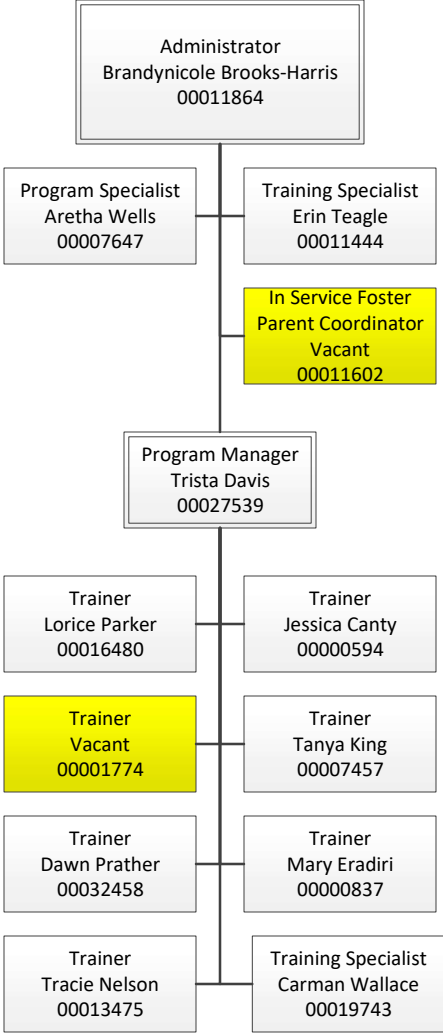 Administrator
Brandynicole Brooks-Harris
00011864
Program Specialist
Aretha Wells
00007647
Training Specialist
Erin Teagle
00011444
In Service Foster
Parent Coordinator
Vacant
00011602
Program Manager
Trista Davis
00027539
Trainer
Lorice Parker
00016480
Trainer
Jessica Canty
00000594
Trainer
Vacant
00001774
Trainer
Tanya King
00007457
Trainer
Dawn Prather
00032458
Trainer
Mary Eradiri
00000837
Trainer
Tracie Nelson
00013475
Training Specialist
Carman Wallace
00019743